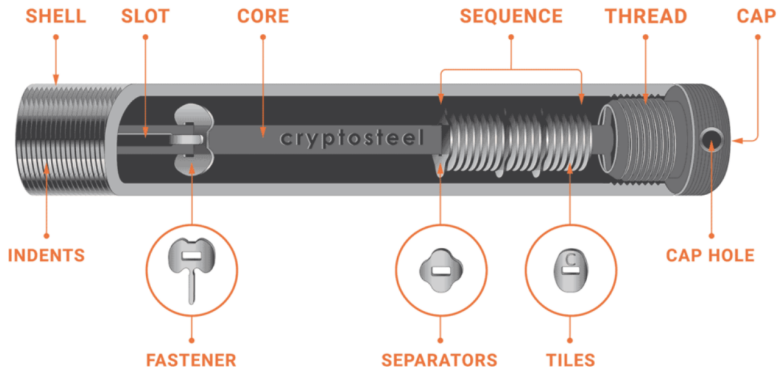 SHELL
SLOT
CORE
SEQUENCE
THREAD
CAP
cryptosteel
INDENTS
CAP HOLE
C
FASTENER
SEPARATORS
TILES